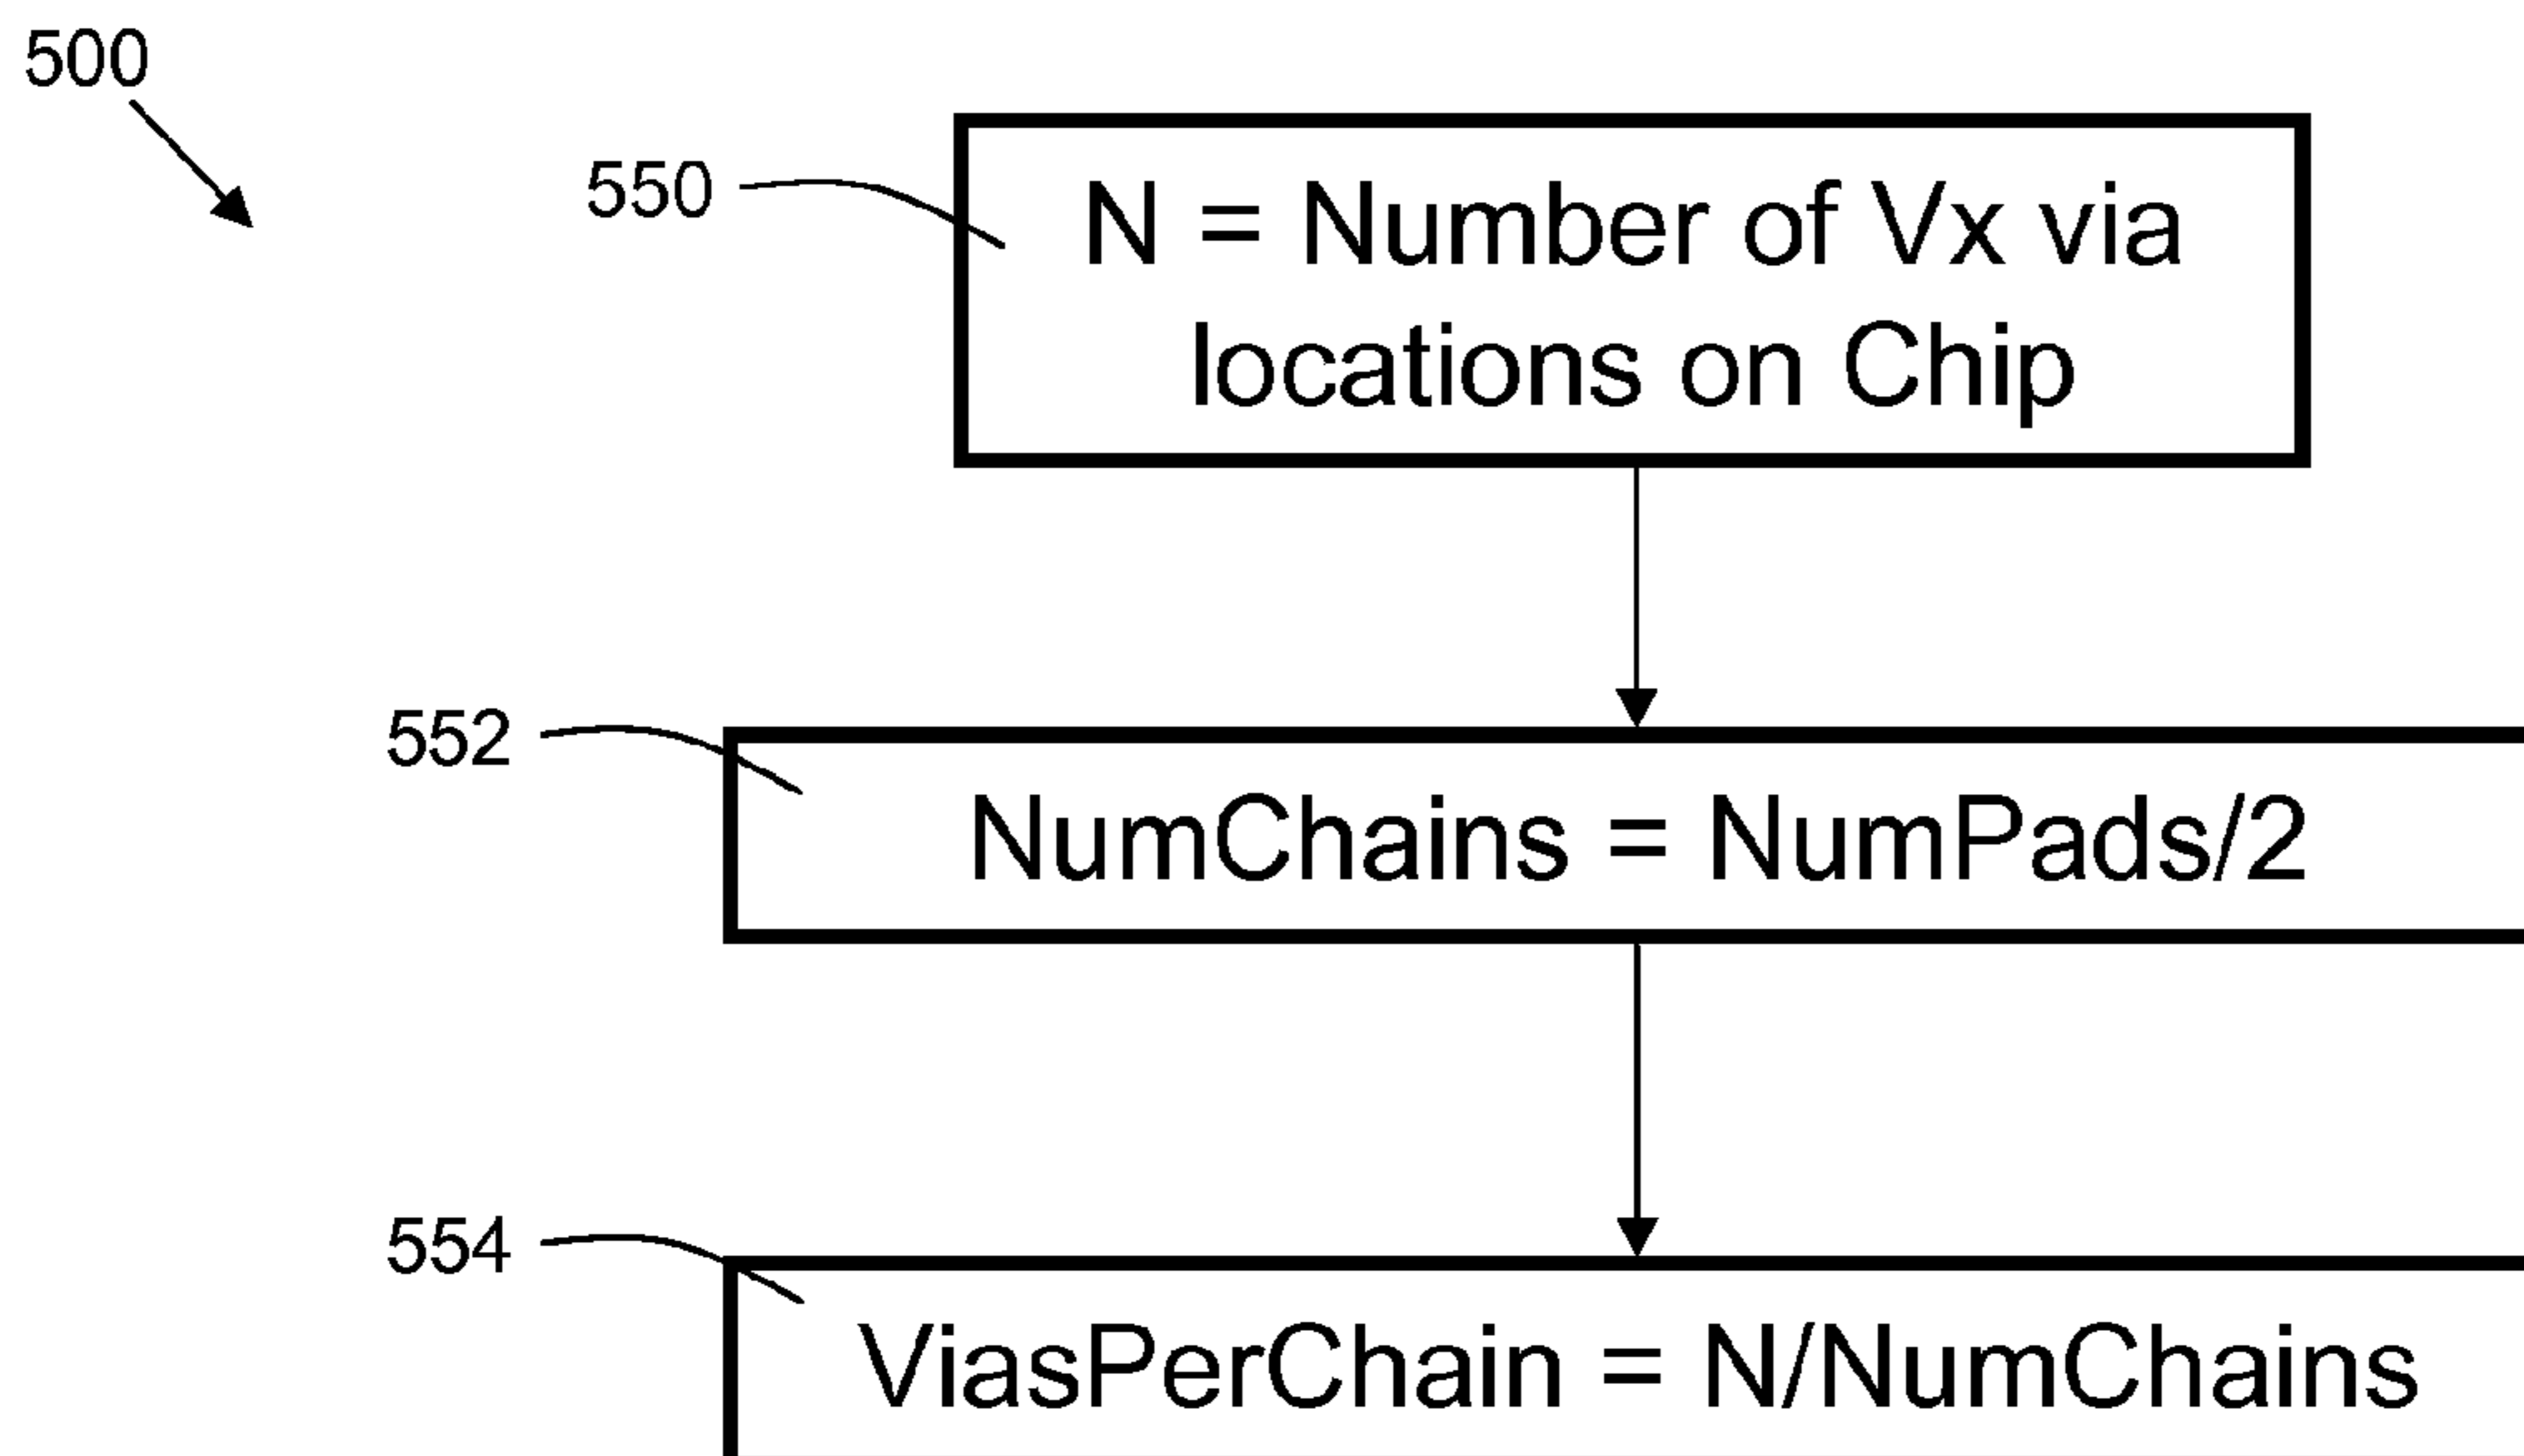 500
550
N = Number of Vx via
locations on Chip
552
NumChains = NumPads/2
554
ViasPerChain = N/NumChains